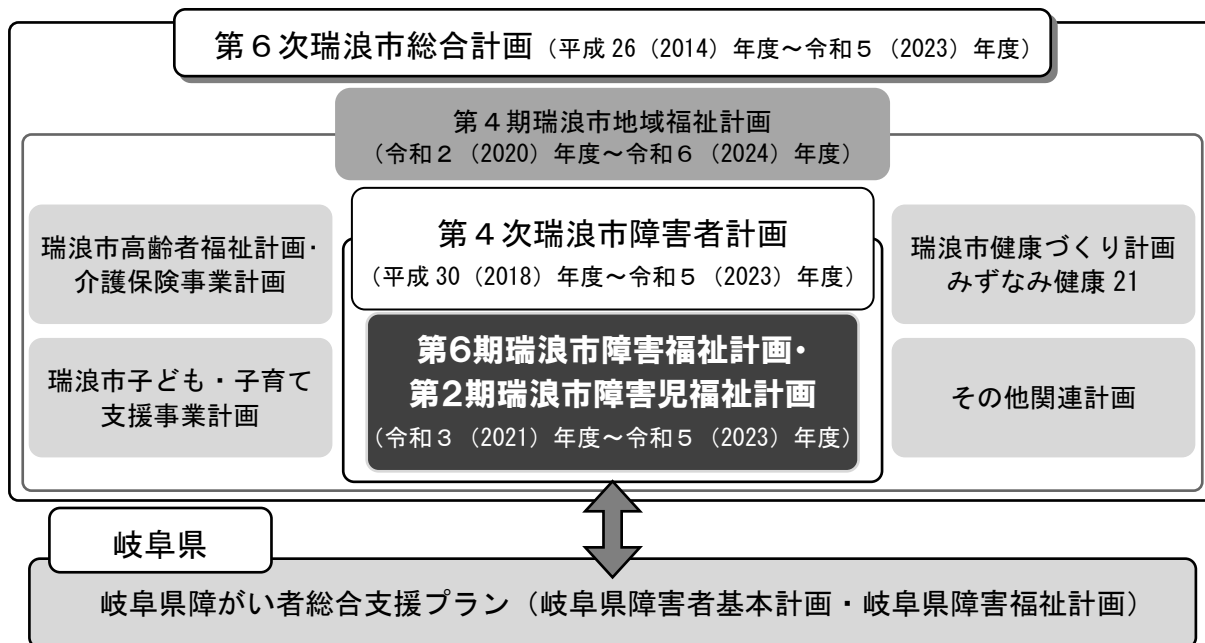 第６次瑞浪市総合計画（平成 26（2014）年度～令和５（2023）年度）
第４期瑞浪市地域福祉計画
（令和２（2020）年度～令和６（2024）年度）
瑞浪市高齢者福祉計画・
介護保険事業計画
第４次瑞浪市障害者計画
（平成 30（2018）年度～令和５（2023）年度）
瑞浪市健康づくり計画
みずなみ健康 21
瑞浪市子ども・子育て
支援事業計画
第6期瑞浪市障害福祉計画・
第2期瑞浪市障害児福祉計画
（令和３（2021）年度～令和５（2023）年度）
その他関連計画
岐阜県
岐阜県障がい者総合支援プラン（岐阜県障害者基本計画・岐阜県障害福祉計画）